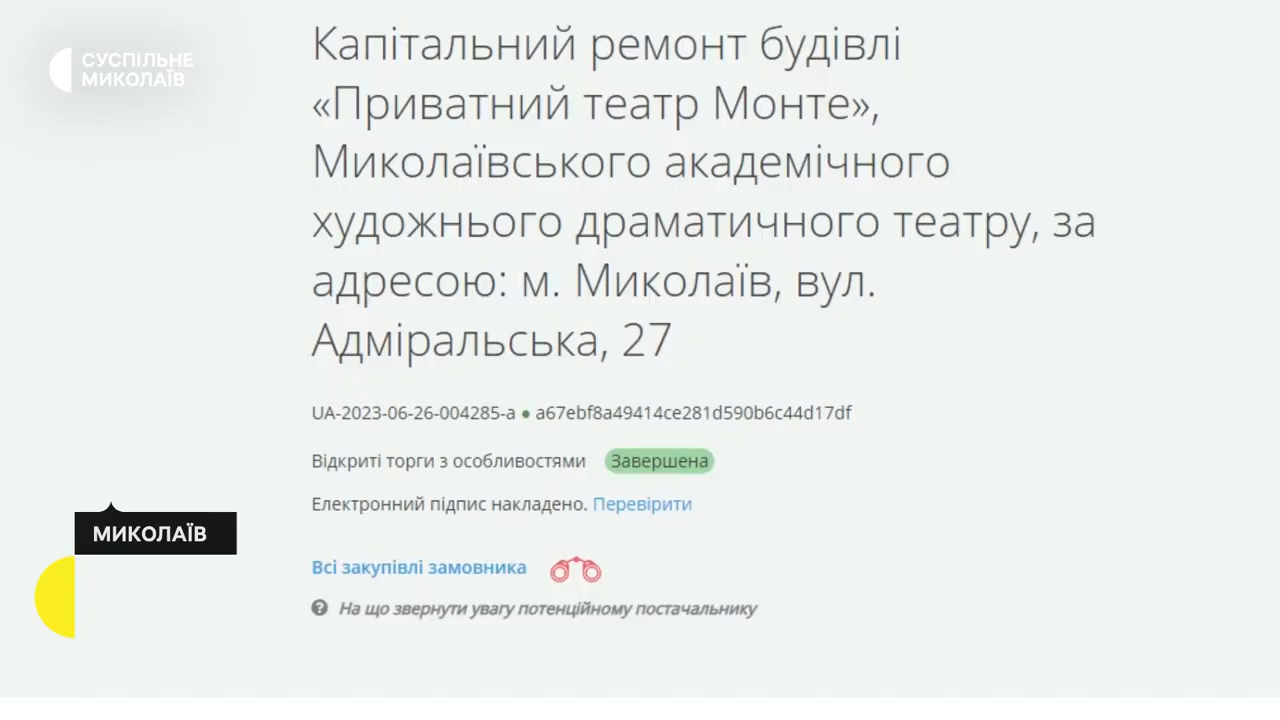 СУСПІЛЬНЕ
МИКОЛАЇВ
Капітальний ремонт будівлі
«Приватний театр Монте»,
Миколаївського академічного
художнього драматичного театру, за
адресою: м. Миколаїв, вул.
Адміральська, 27
UA-2023-06-26-004285-a ● a67ebf8a49414ce281d590b6c44d17df
Відкриті торги з особливостями Завершена
Електронний підпис накладено. Перевірити
МИКОЛАЇВ
Всі закупівлі замовника
? На що звернути увагу потенційному постачальнику